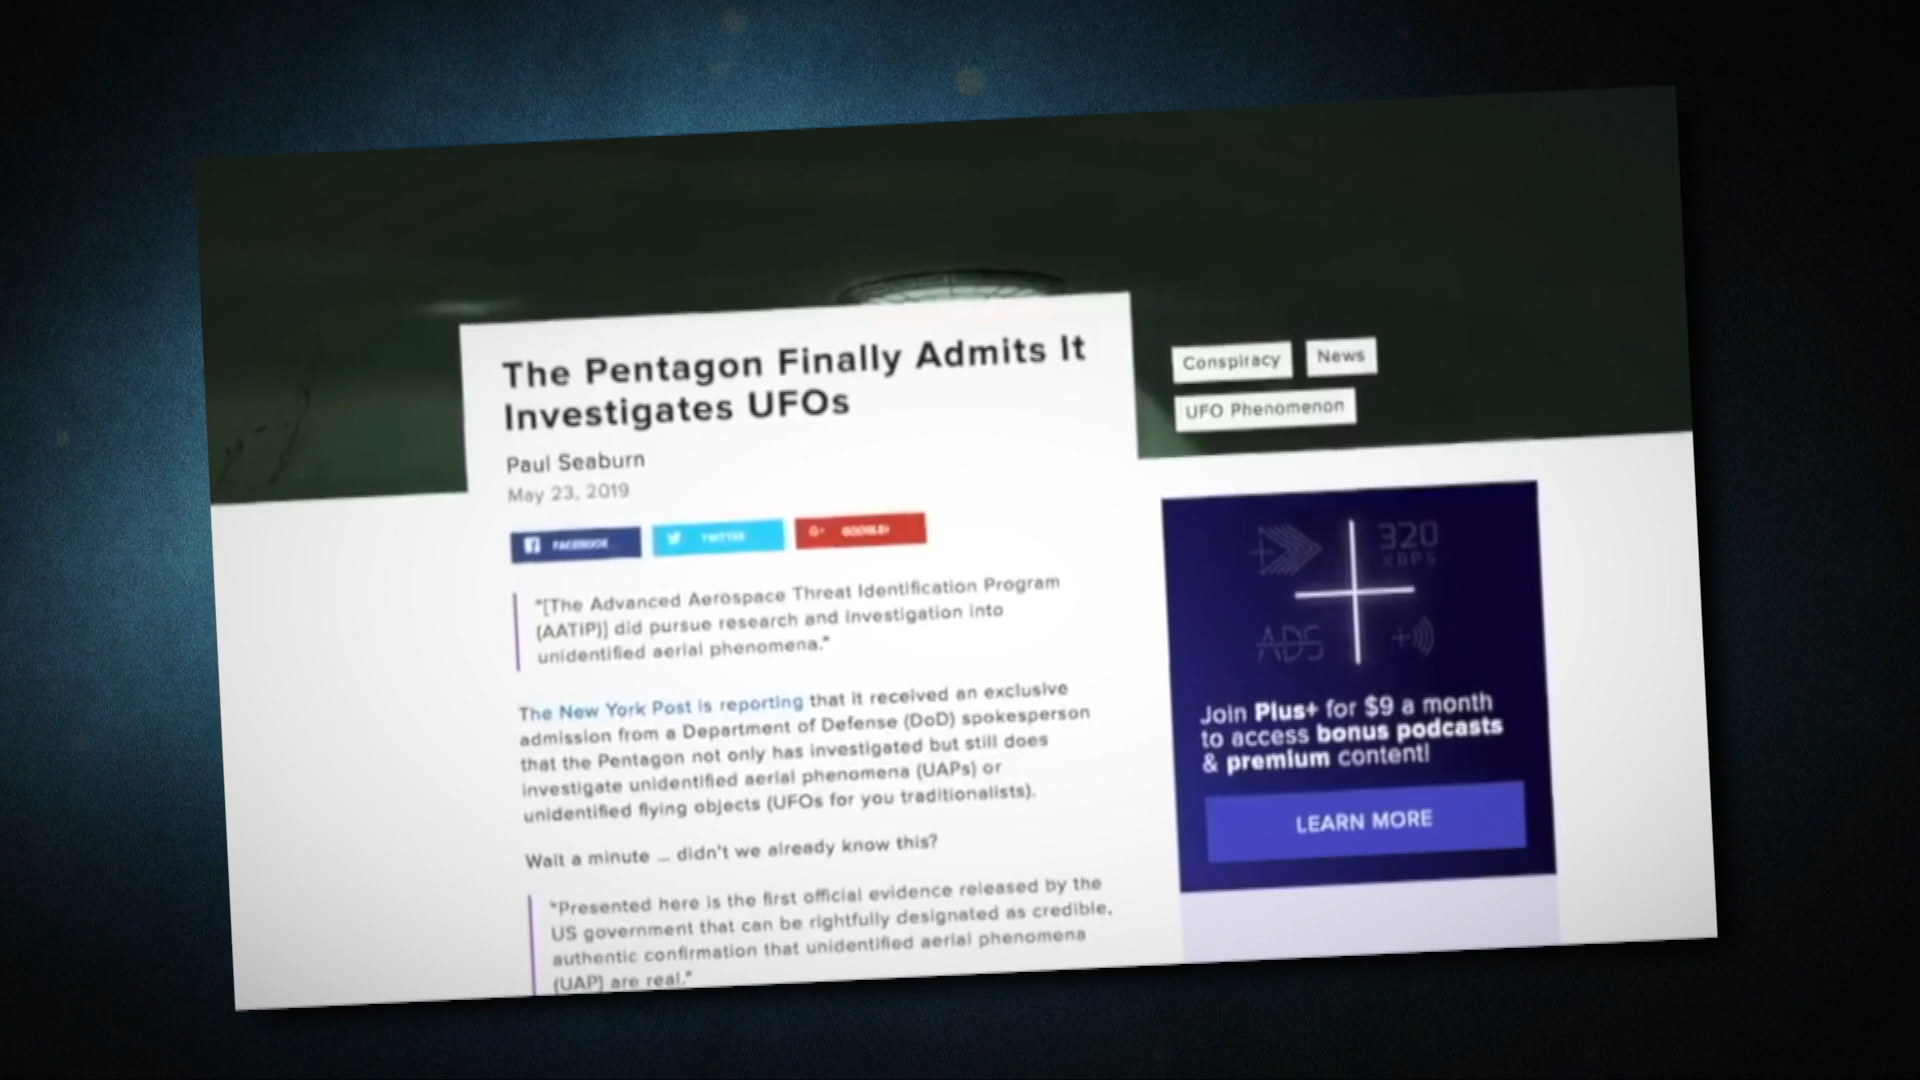 The Pentagon Finally Admits It
Investigates UFOs
Paul Seaburn
May 23, 2019
FACEBOOK
TWITTER
G+ GOOGLE+
"[The Advanced Aerospace Threat Identification Program
(AATIP)] did pursue research and investigation into
unidentified aerial phenomena."
The New York Post is reporting that it received an exclusive
admission from a Department of Defense (DoD) spokesperson
that the Pentagon not only has investigated but still does
investigate unidentified aerial phenomena (UAPs) or
unidentified flying objects (UFOs for you traditionalists).
Wait a minute ... didn't we already know this?
"Presented here is the first official evidence released by the
US government that can be rightfully designated as credible,
authentic confirmation that unidentified aerial phenomena
(UAP) are real."
Conspiracy
News
UFO Phenomenon
320
KBPS
ADS
Join Plus+ for $9 a month
to access bonus podcasts
& premium content!
LEARN MORE